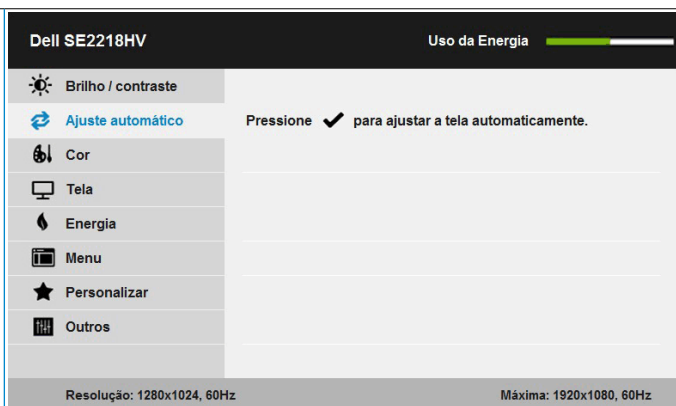 Dell SE2218HV Uso da Energia
Brilho / contraste
Ajuste automático Pressione ✔ para ajustar a tela automaticamente.
Cor
Tela
Energia
Menu
Personalizar
Outros
Resolução: 1280x1024, 60Hz Máxima: 1920x1080, 60Hz